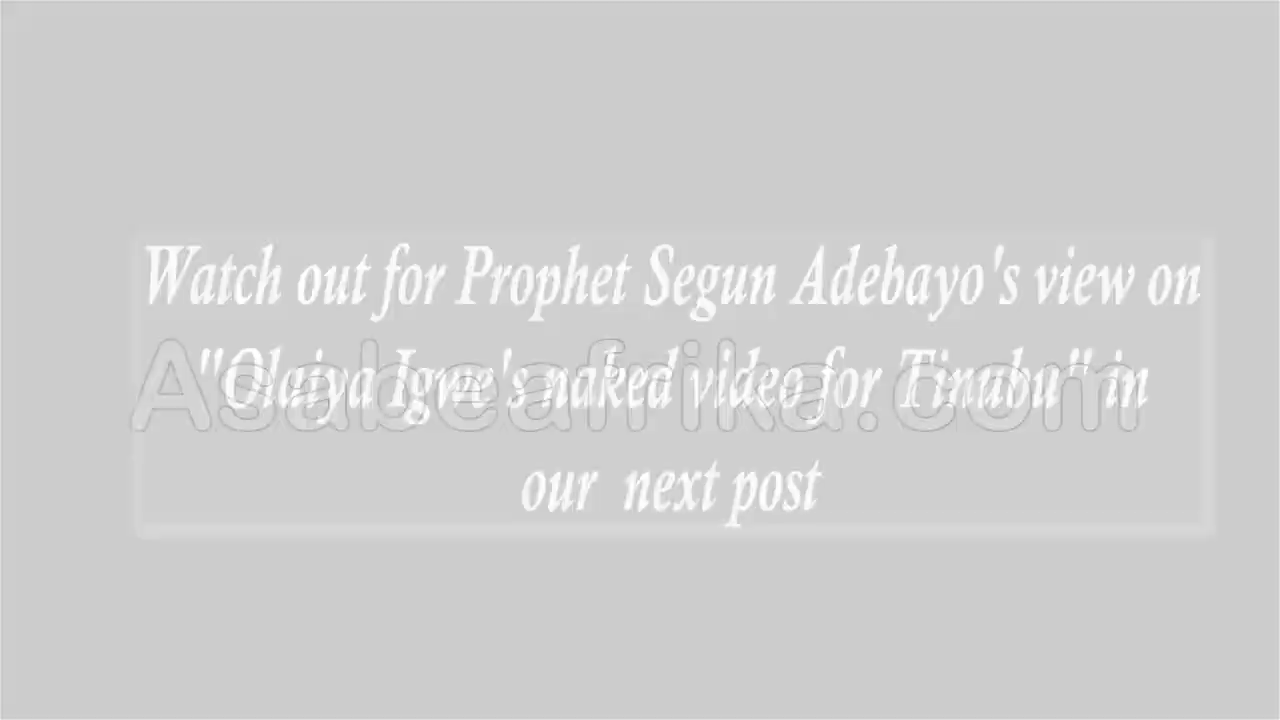 Watch out for Prophet Segun Adebayo's view on
"Olaiya Igwe's naked video for Tinubu" in
Asabeafrika.com
our next post